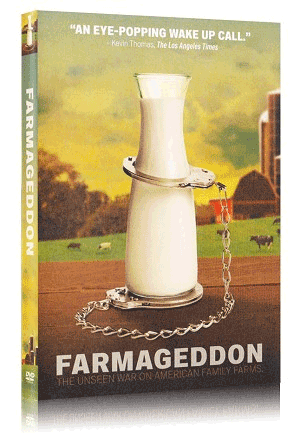 "AN EYE-POPPING WAKE UP CALL."
- Kevin Thomas, The Los Angeles Times
FARMAGEDDON
THE UNSEEN WAR ON AMERICAN FAMILY FARMS.
FARMAGEDDON
DVD